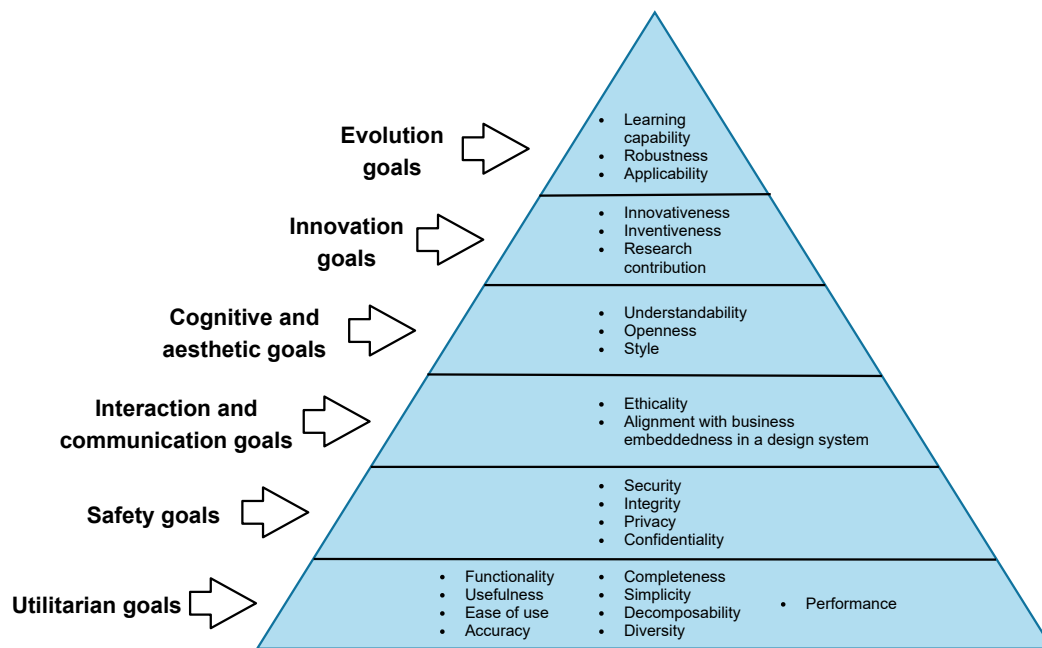 Evolution
goals
• Learning
capability
• Robustness
• Applicability
Innovation
goals
• Innovativeness
• Inventiveness
• Research
contribution
Cognitive and
aesthetic goals
• Understandability
• Openness
• Style
Interaction and
communication goals
• Ethicality
• Alignment with business
embeddedness in a design system
Safety goals
• Security
• Integrity
• Privacy
• Confidentiality
Utilitarian goals
• Functionality
• Usefulness
• Ease of use
• Accuracy
• Completeness
• Simplicity
• Decomposability
• Diversity
• Performance